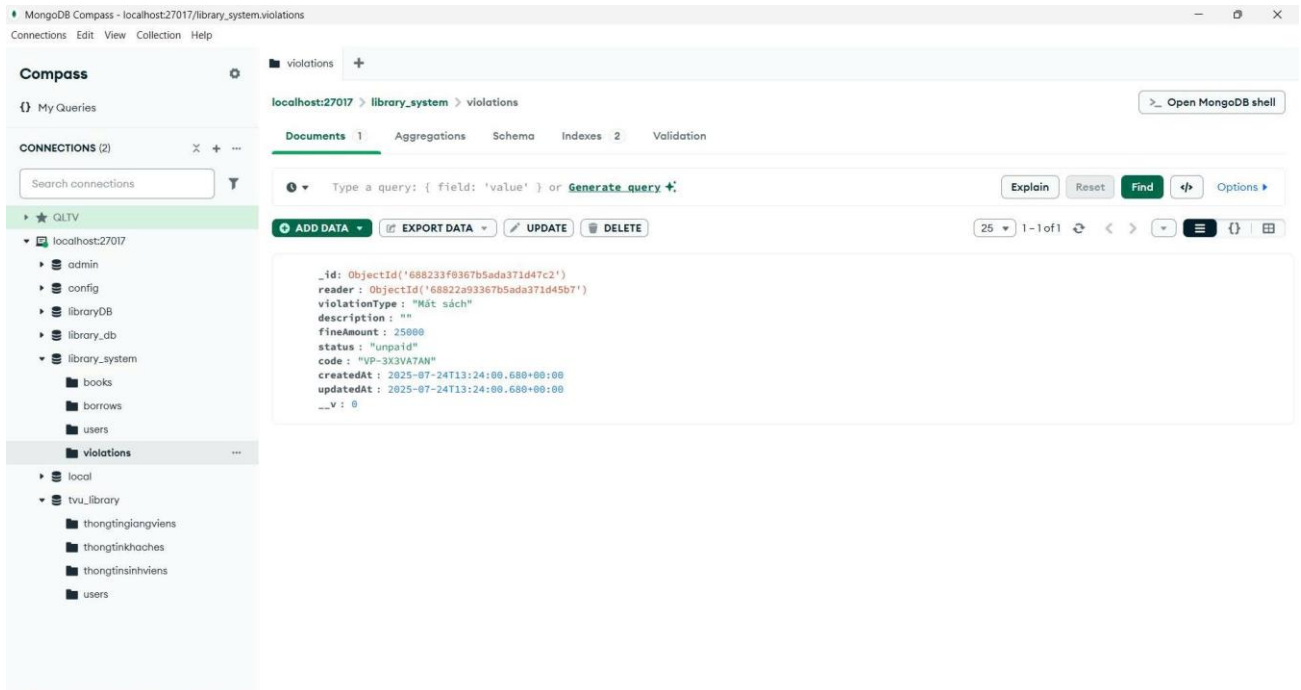 MongoDB Compass - localhost:27017/library_system.violations
Connections Edit View Collection Help
Compass
{} My Queries
CONNECTIONS (2)
Search connections
QLTV
localhost:27017
admin
config
libraryDB
library_db
library_system
books
borrows
users
violations
local
tvu_library
thongtingiangviens
thongtinkhaches
thongtinsinhviens
users
violations
localhost:27017 > library_system > violations
>_ Open MongoDB shell
Documents 1 Aggregations Schema Indexes 2 Validation
Type a query: { field: 'value' } or Generate query
Explain Reset Find </> Options
ADD DATA EXPORT DATA UPDATE DELETE
25 1-1 of 1 {}
_id: ObjectId('688233f0367b5ada371d47c2')
reader : ObjectId('68822a93367b5ada371d45b7')
violationType : "Mất sách"
description : ""
fineAmount : 25000
status : "unpaid"
code : "VP-3X3VA7AN"
createdAt : 2025-07-24T13:24:00.680+00:00
updatedAt : 2025-07-24T13:24:00.680+00:00
__v : 0